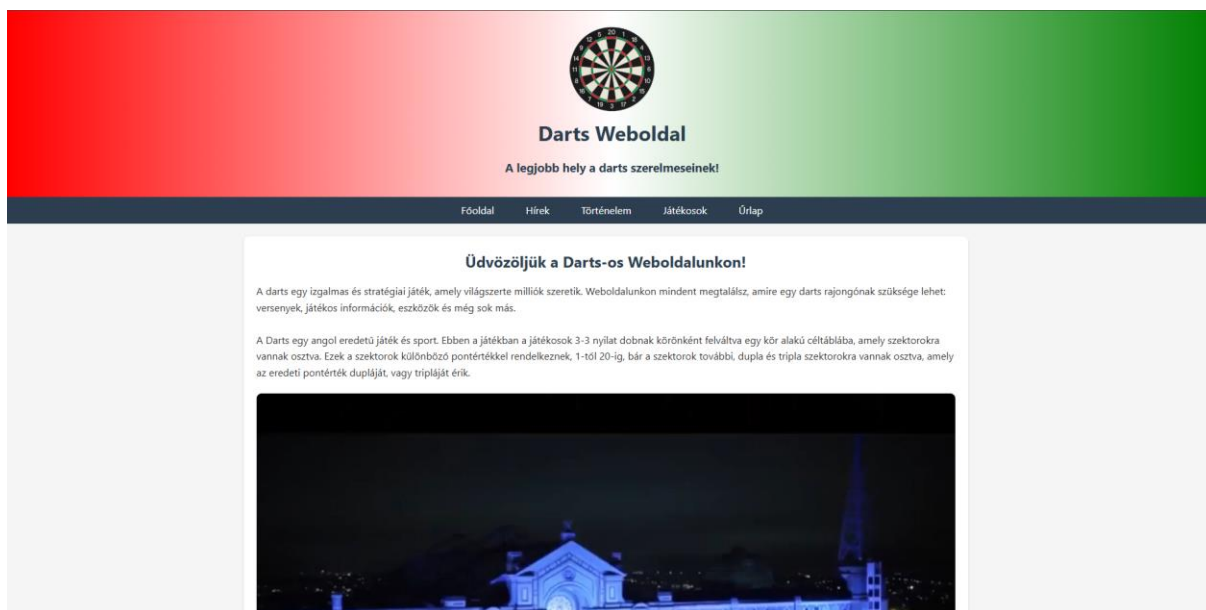 Darts Weboldal
A legjobb hely a darts szerelmeseinek!
Főoldal Hírek Történelem Játékosok Űrlap
Üdvözöljük a Darts-os Weboldalunkon!
A darts egy izgalmas és stratégiai játék, amely világszerte milliók szeretik. Weboldalunkon mindent megtalálsz, amire egy darts rajongónak szüksége lehet:
versenyek, játékos információk, eszközök és még sok más.
A Darts egy angol eredetű játék és sport. Ebben a játékban a játékosok 3-3 nyilat dobnak körönként felváltva egy kör alakú céltáblába, amely szektorokra
vannak osztva. Ezek a szektorok különböző pontértékkel rendelkeznek, 1-től 20-ig, bár a szektorok további, dupla és tripla szektorokra vannak osztva, amely
az eredeti pontérték dupláját, vagy tripláját érik.